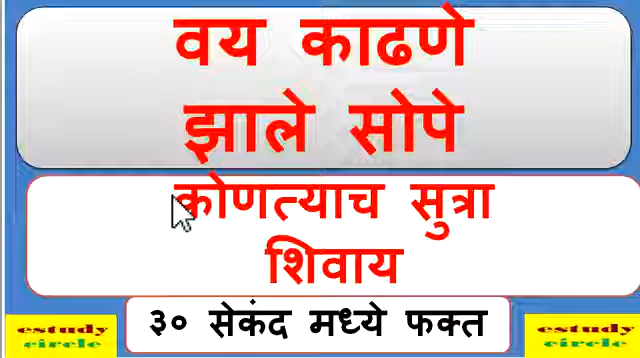 वय काढणे
झाले सोपे
कोणत्याच सुत्रा
शिवाय
३० सेकंद मध्ये फक्त
estudy
circle
estudy
circle